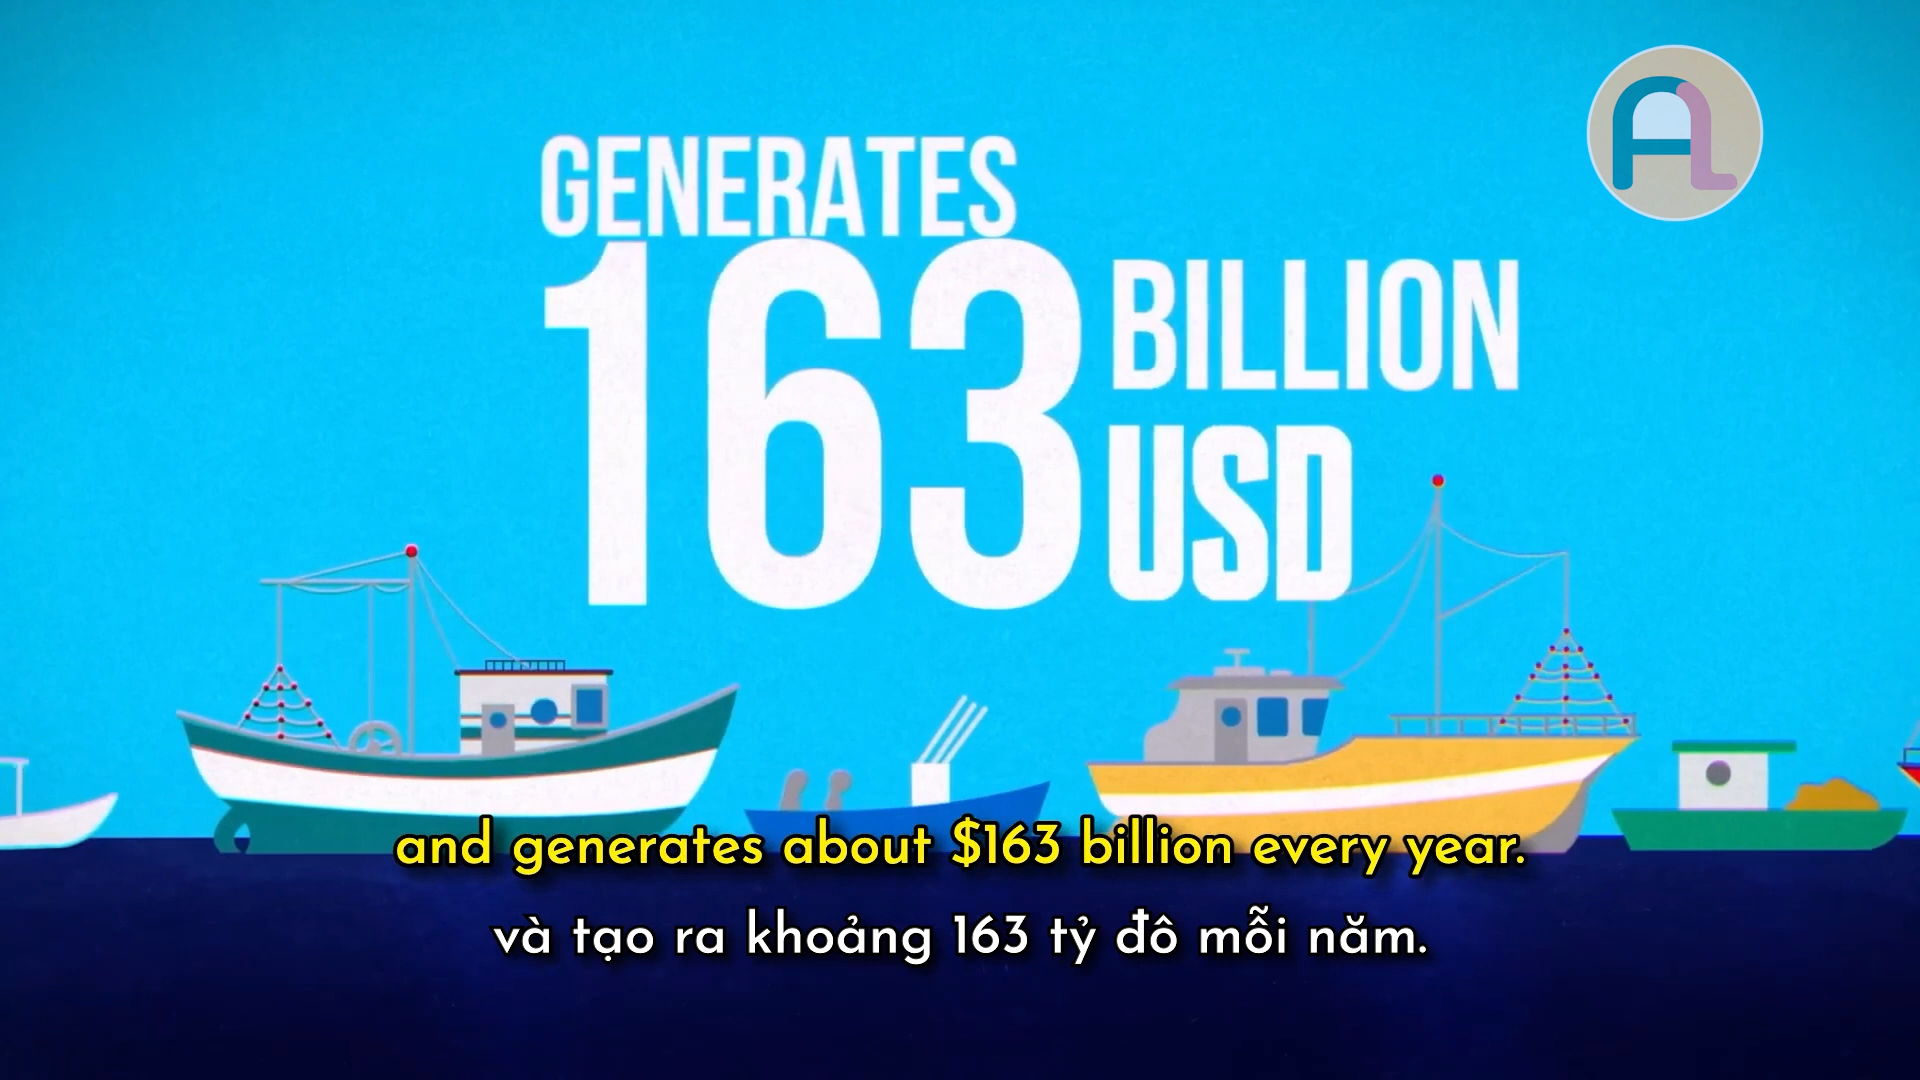 GENERATES
163 BILLION
USD
and generates about $163 billion every year.
và tạo ra khoảng 163 tỷ đô mỗi năm.